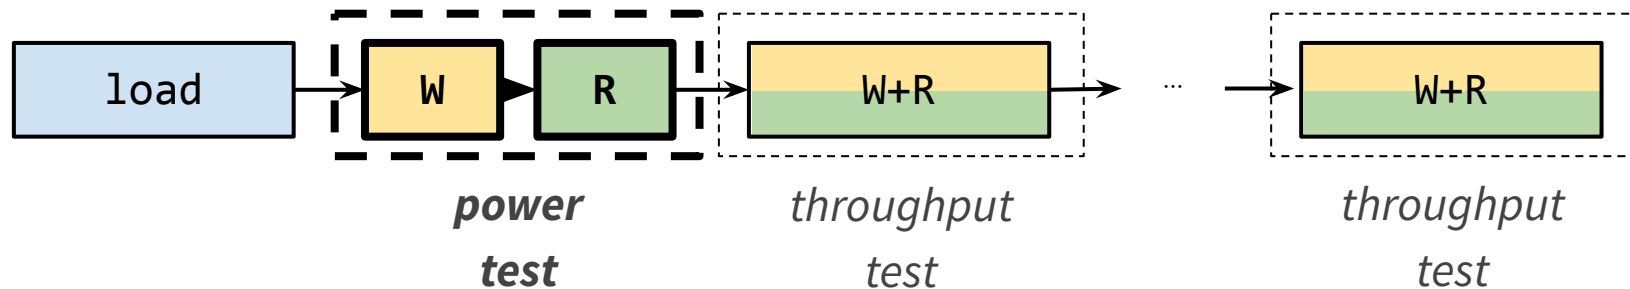 load
W
R
W+R
...
W+R
power
test
throughput
test
throughput
test